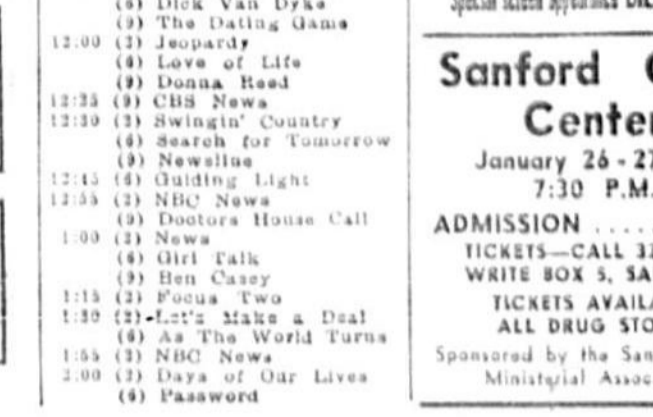 (6) Dick Van Dyke
(9) The Dating Game
12:00 (2) Jeopardy
(6) Love of Life
(9) Donna Reed
12:25 (9) CBS News
12:30 (2) Swingin' Country
(6) Search for Tomorrow
(9) Newsline
12:45 (6) Guiding Light
12:55 (2) NBC News
(9) Doctors House Call
1:00 (2) News
(6) Girl Talk
(9) Ben Casey
1:15 (2) Focus Two
1:30 (2)-Let's Make a Deal
(6) As The World Turns
1:55 (2) NBC News
2:00 (2) Days of Our Lives
(6) Password
Sanford
Center
January 26 - 27
7:30 P.M.
ADMISSION ....
TICKETS—CALL 32
WRITE BOX 5, SA
TICKETS AVAILA
ALL DRUG STO
Sponsored by the San
Ministerial Assoc